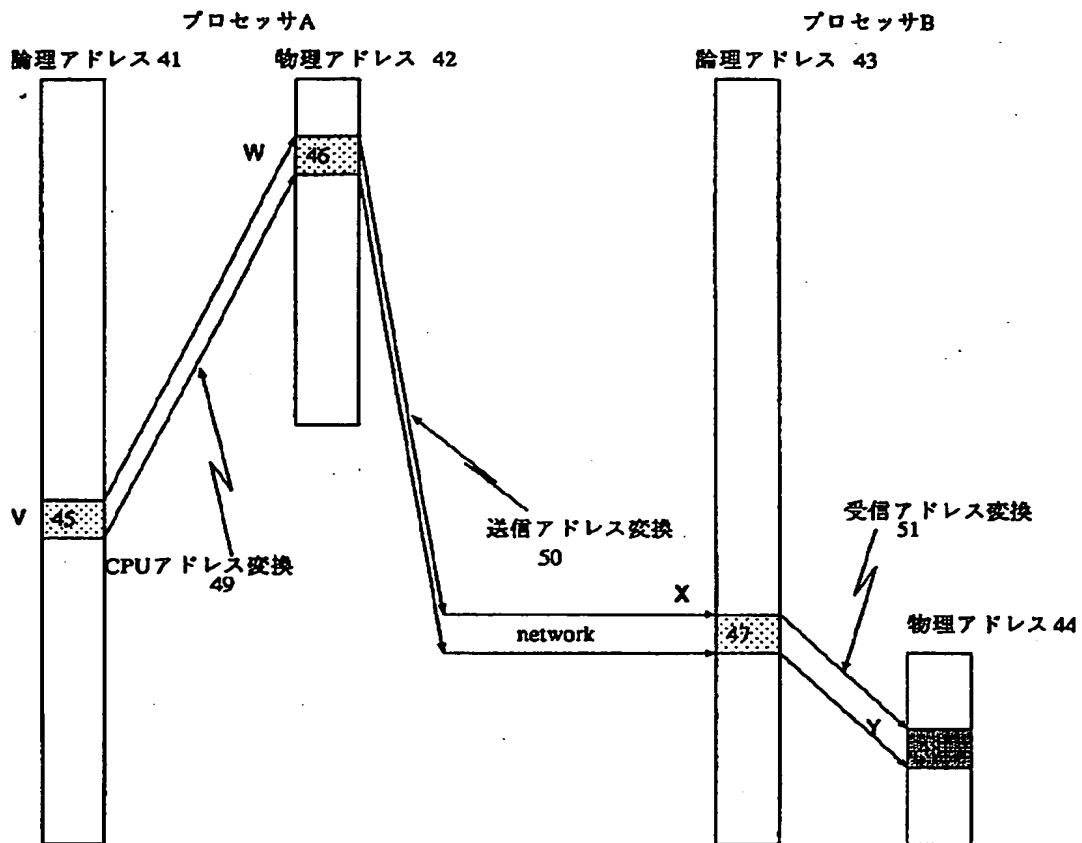 プロセッサA
プロセッサB
論理アドレス 41
物理アドレス 42
論理アドレス 43
W
46
V
45
CPUアドレス変換
49
送信アドレス変換
50
受信アドレス変換
51
X
network
47
物理アドレス 44
Y